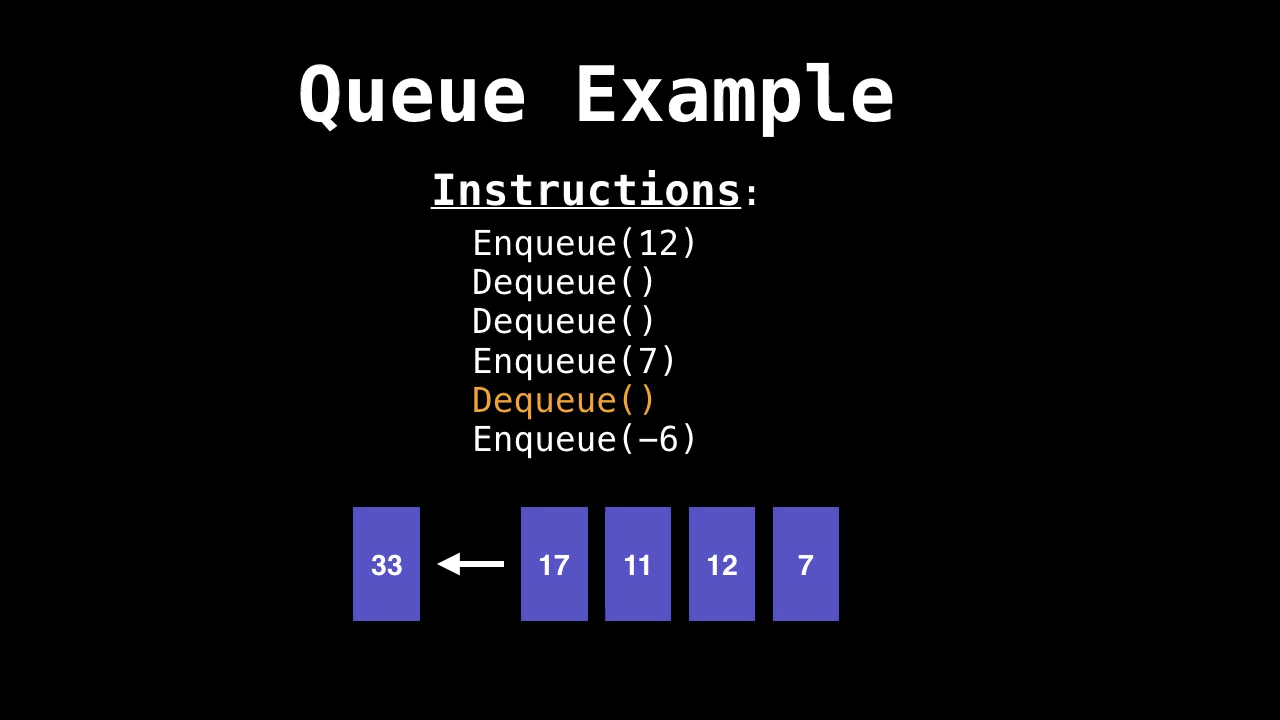 Queue Example
Instructions:
Enqueue(12)
Dequeue()
Dequeue()
Enqueue(7)
Dequeue()
Enqueue(−6)
33 17 11 12 7